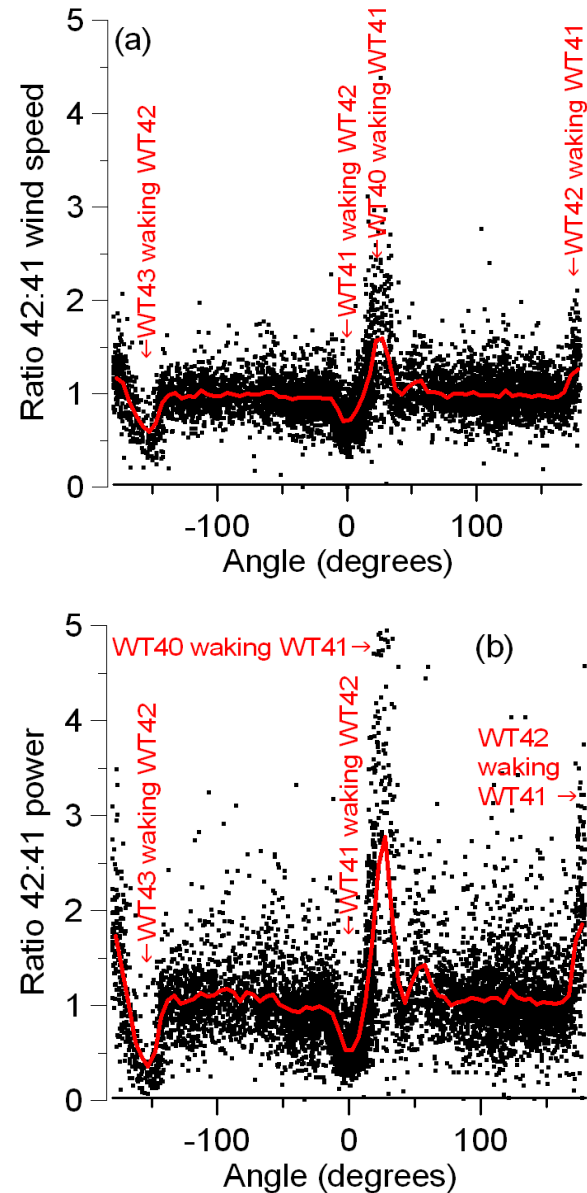 (a)
Ratio 42:41 wind speed
5
4
3
2
1
0
←WT43 waking WT42
←WT41 waking WT42
←WT40 waking WT41
←WT42 waking WT41
-100
0
100
Angle (degrees)
(b)
Ratio 42:41 power
5
4
3
2
1
0
WT40 waking WT41→
←WT43 waking WT42
←WT41 waking WT42
WT42
waking
WT41 →
-100
0
100
Angle (degrees)